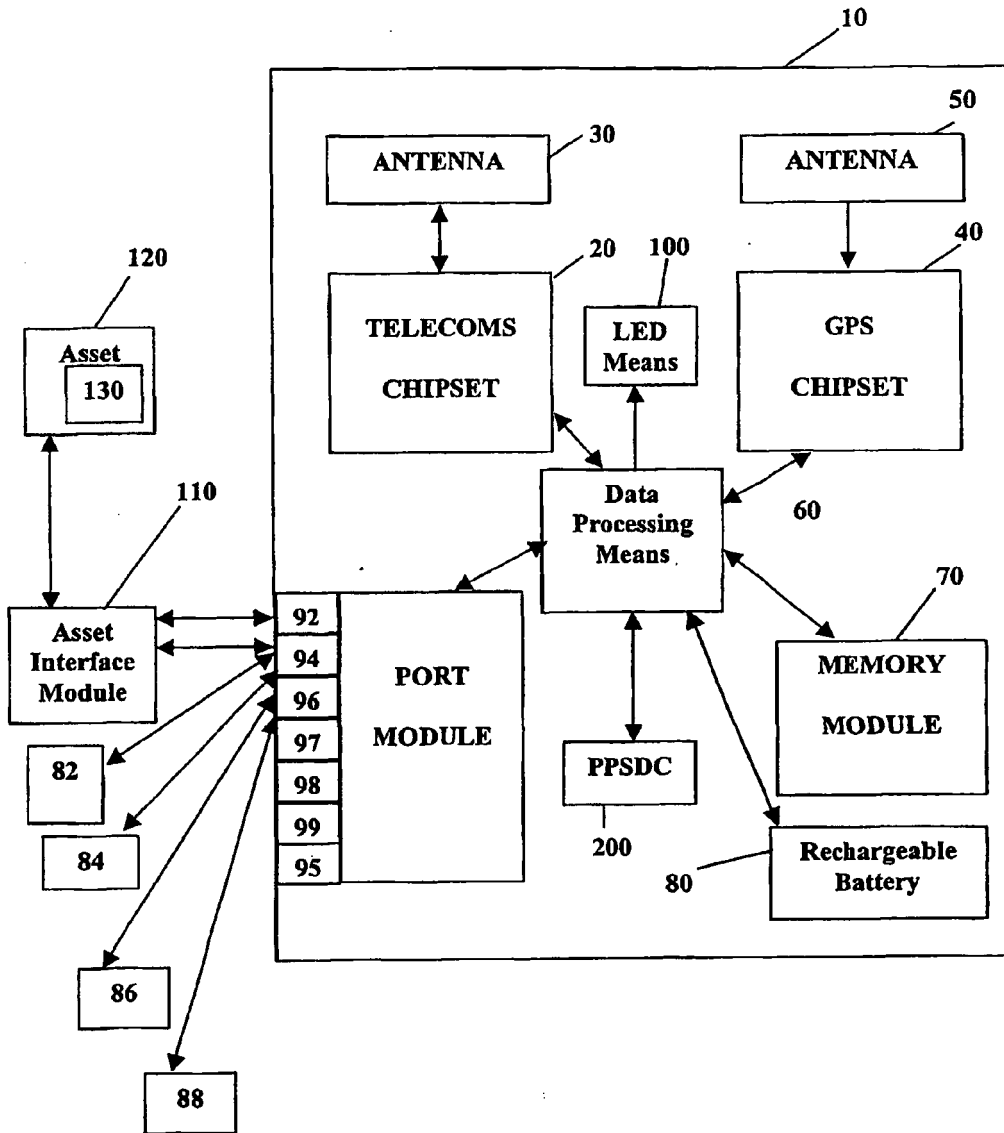 10
30
50
ANTENNA
ANTENNA
120
20
100
40
Asset
130
TELECOMS
CHIPSET
LED
Means
GPS
CHIPSET
110
Data
Processing
Means
60
70
Asset
Interface
Module
92
94
96
97
98
99
95
PORT
MODULE
MEMORY
MODULE
82
PPSDC
84
200
80
Rechargeable
Battery
86
88